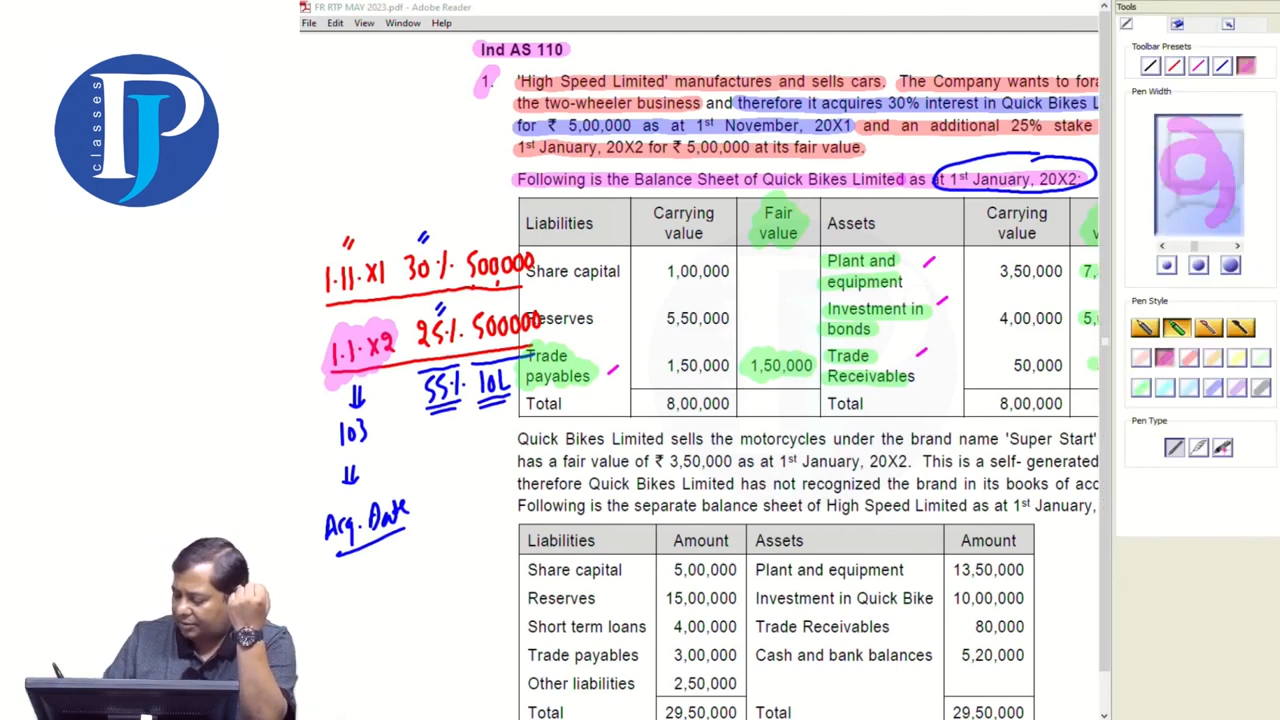 FR RTP MAY 2023.pdf - Adobe Reader
File Edit View Window Help
Tools
Toolbar Presets
Pen Width
Pen Style
Pen Type
PJ
classes
Ind AS 110
1. 'High Speed Limited' manufactures and sells cars. The Company wants to fora
the two-wheeler business and therefore it acquires 30% interest in Quick Bikes L
for ₹ 5,00,000 as at 1st November, 20X1 and an additional 25% stake
1st January, 20X2 for ₹ 5,00,000 at its fair value.
Following is the Balance Sheet of Quick Bikes Limited as at 1st January, 20X2:
Liabilities Carrying value Fair value Assets Carrying value
Share capital 1,00,000 Plant and equipment 3,50,000 7,
Reserves 5,50,000 Investment in bonds 4,00,000 5,
Trade payables 1,50,000 1,50,000 Trade Receivables 50,000
Total 8,00,000 Total 8,00,000
1.11.X1 30% 500000
1.1.X2 25% 500000
55% 10L
103
Acq. Date
Quick Bikes Limited sells the motorcycles under the brand name 'Super Start'
has a fair value of ₹ 3,50,000 as at 1st January, 20X2. This is a self- generated
therefore Quick Bikes Limited has not recognized the brand in its books of acc
Following is the separate balance sheet of High Speed Limited as at 1st January,
Liabilities Amount Assets Amount
Share capital 5,00,000 Plant and equipment 13,50,000
Reserves 15,00,000 Investment in Quick Bike 10,00,000
Short term loans 4,00,000 Trade Receivables 80,000
Trade payables 3,00,000 Cash and bank balances 5,20,000
Other liabilities 2,50,000
Total 29,50,000 Total 29,50,000